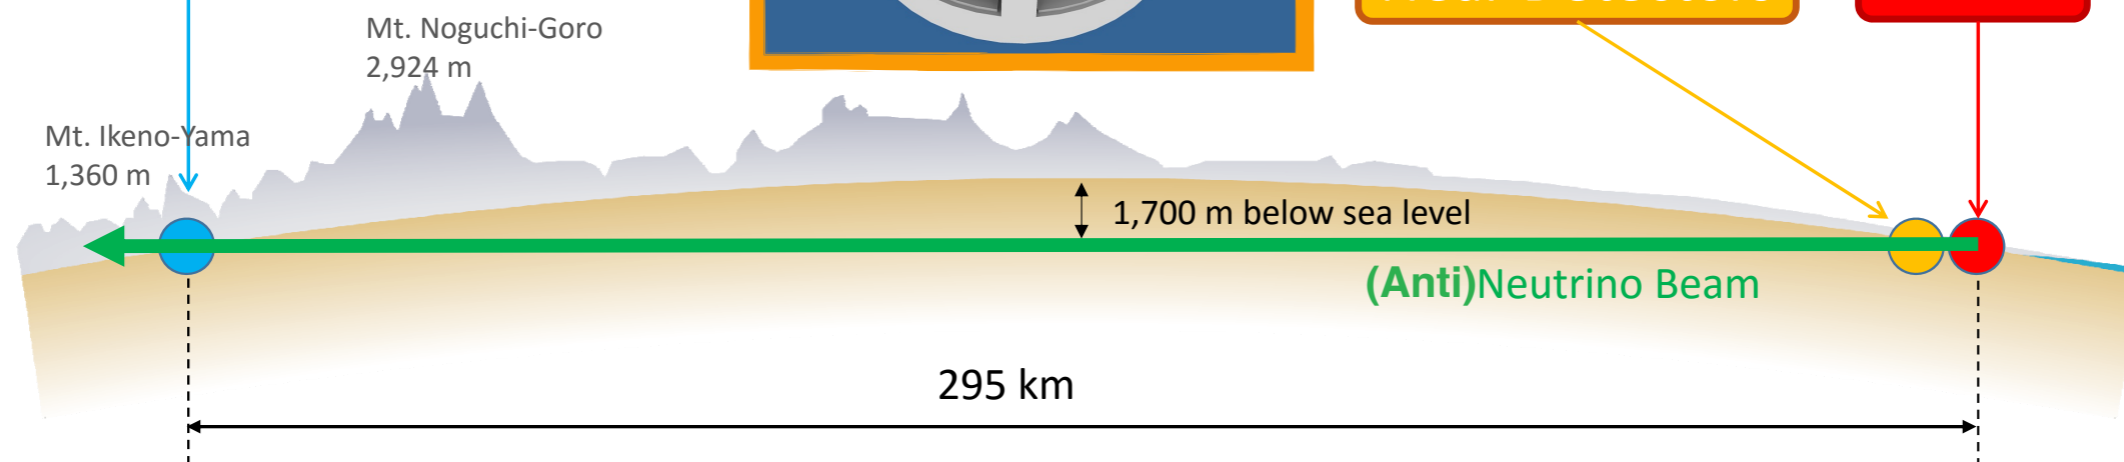 Mt. Noguchi-Goro
2,924 m
Mt. Ikeno-Yama
1,360 m
1,700 m below sea level
(Anti)Neutrino Beam
295 km